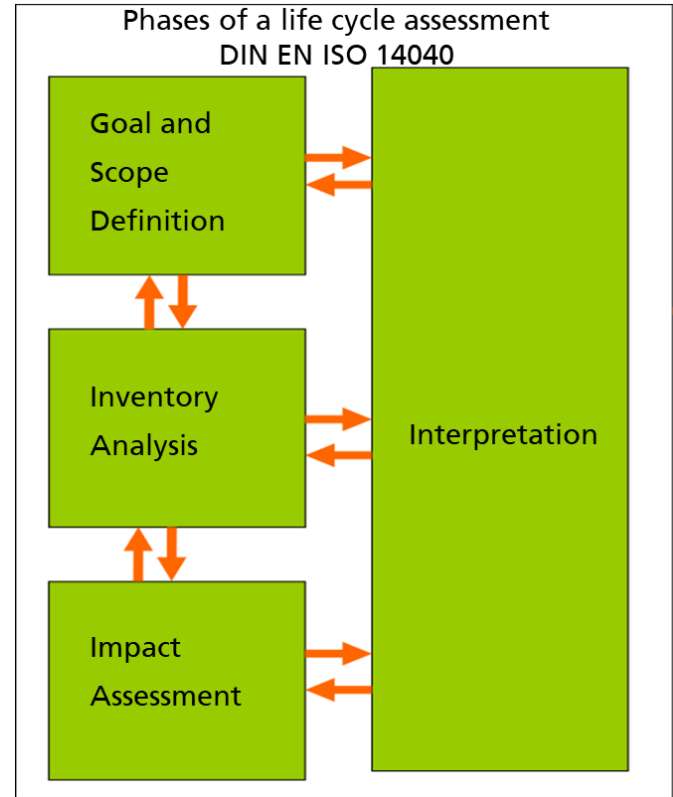 Phases of a life cycle assessment
DIN EN ISO 14040
Goal and
Scope
Definition
Inventory
Analysis
Interpretation
Impact
Assessment